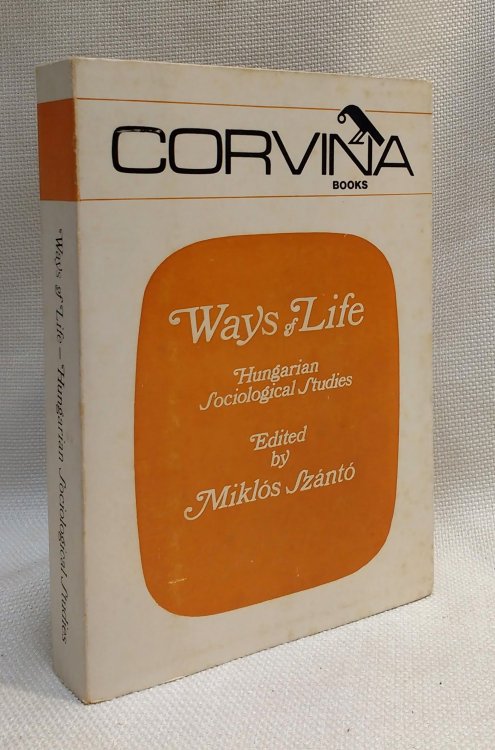 CORVINA
BOOKS
Ways of Life
Hungarian
Sociological Studies
Edited
by
Miklós Szántó
"Ways of Life – Hungarian Sociological Studies